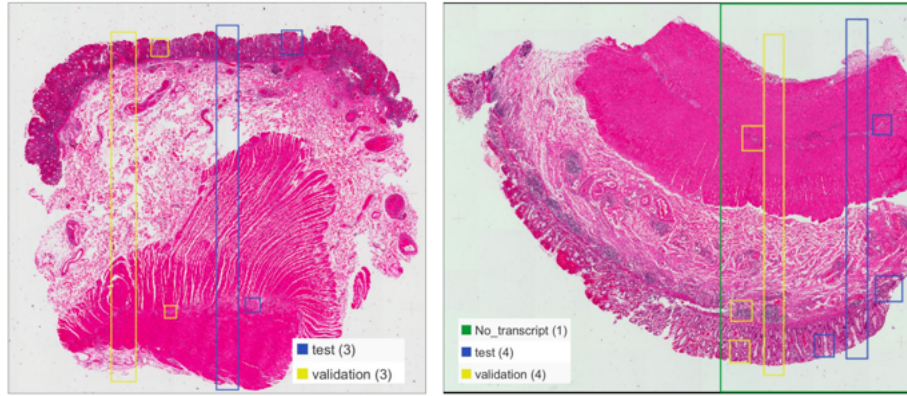 test (3)
validation (3)
No_transcript (1)
test (4)
validation (4)